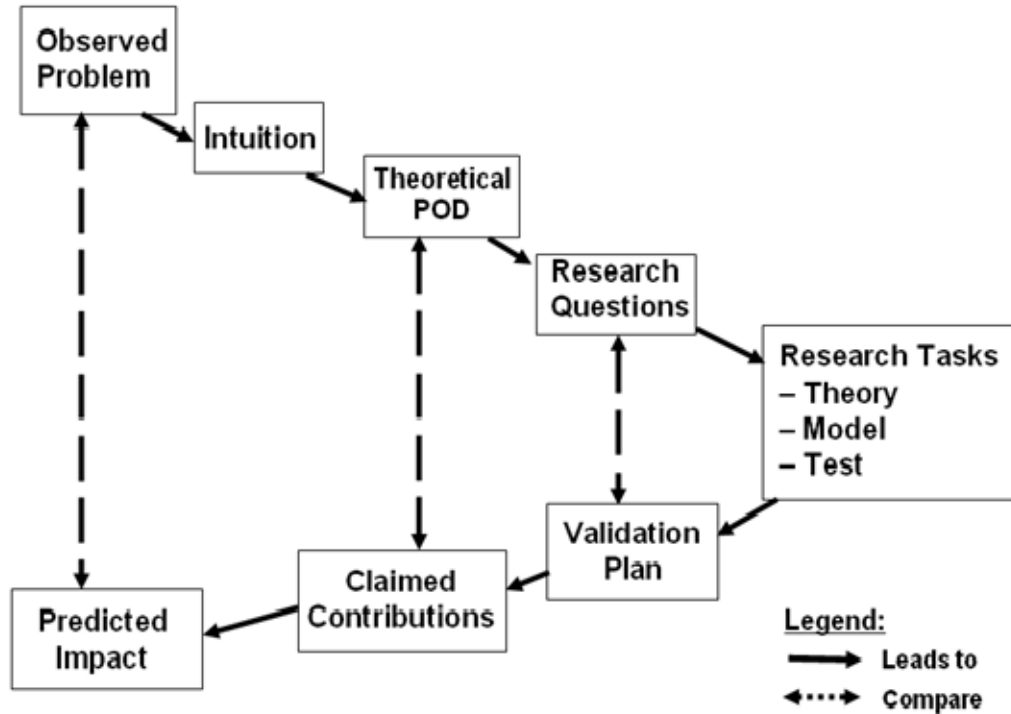 Observed
Problem
Intuition
Theoretical
POD
Research
Questions
Research Tasks
– Theory
– Model
– Test
Validation
Plan
Claimed
Contributions
Predicted
Impact
Legend:
Leads to
Compare